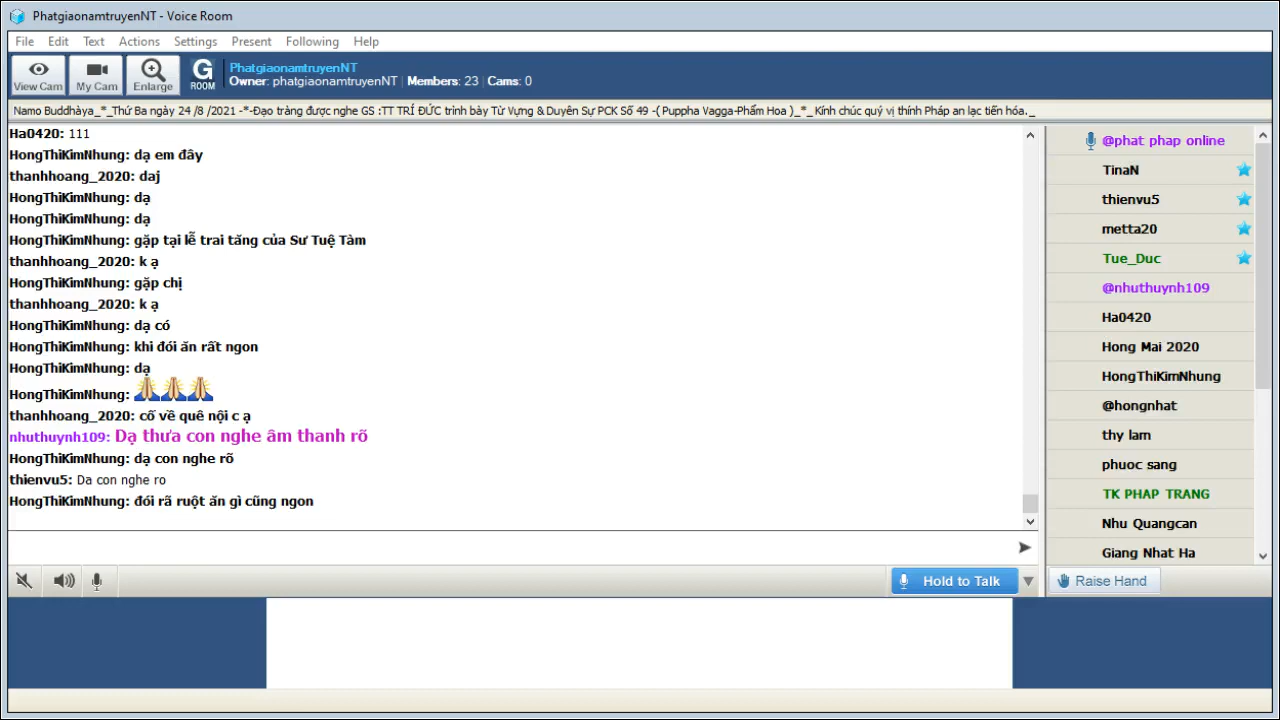 PhatgiaonamtruyenNT - Voice Room
File Edit Text Actions Settings Present Following Help
View Cam My Cam Enlarge G ROOM
PhatgiaonamtruyenNT
Owner: phatgiaonamtruyenNT | Members: 23 | Cams: 0
Namo Buddhàya_*_Thứ Ba ngày 24 /8 /2021 -*-Đạo tràng được nghe GS :TT TRÍ ĐỨC trình bày Từ Vựng & Duyên Sự PCK Số 49 -( Puppha Vagga-Phẩm Hoa )_*_Kính chúc quý vị thính Pháp an lạc tiến hóa._
Ha0420: 111
HongThiKimNhung: dạ em đây
thanhhoang_2020: daj
HongThiKimNhung: dạ
HongThiKimNhung: dạ
HongThiKimNhung: gặp tại lễ trai tăng của Sư Tuệ Tàm
thanhhoang_2020: k ạ
HongThiKimNhung: gặp chị
thanhhoang_2020: k ạ
HongThiKimNhung: dạ có
HongThiKimNhung: khi đói ăn rất ngon
HongThiKimNhung: dạ
HongThiKimNhung: 🙏🙏🙏
thanhhoang_2020: cố về quê nội c ạ
nhuthuynh109: Dạ thưa con nghe âm thanh rõ
HongThiKimNhung: dạ con nghe rõ
thienvu5: Da con nghe ro
HongThiKimNhung: đói rã ruột ăn gì cũng ngon
@phat phap online
TinaN
thienvu5
metta20
Tue_Duc
@nhuthuynh109
Ha0420
Hong Mai 2020
HongThiKimNhung
@hongnhat
thy lam
phuoc sang
TK PHAP TRANG
Nhu Quangcan
Giang Nhat Ha
Hold to Talk
Raise Hand